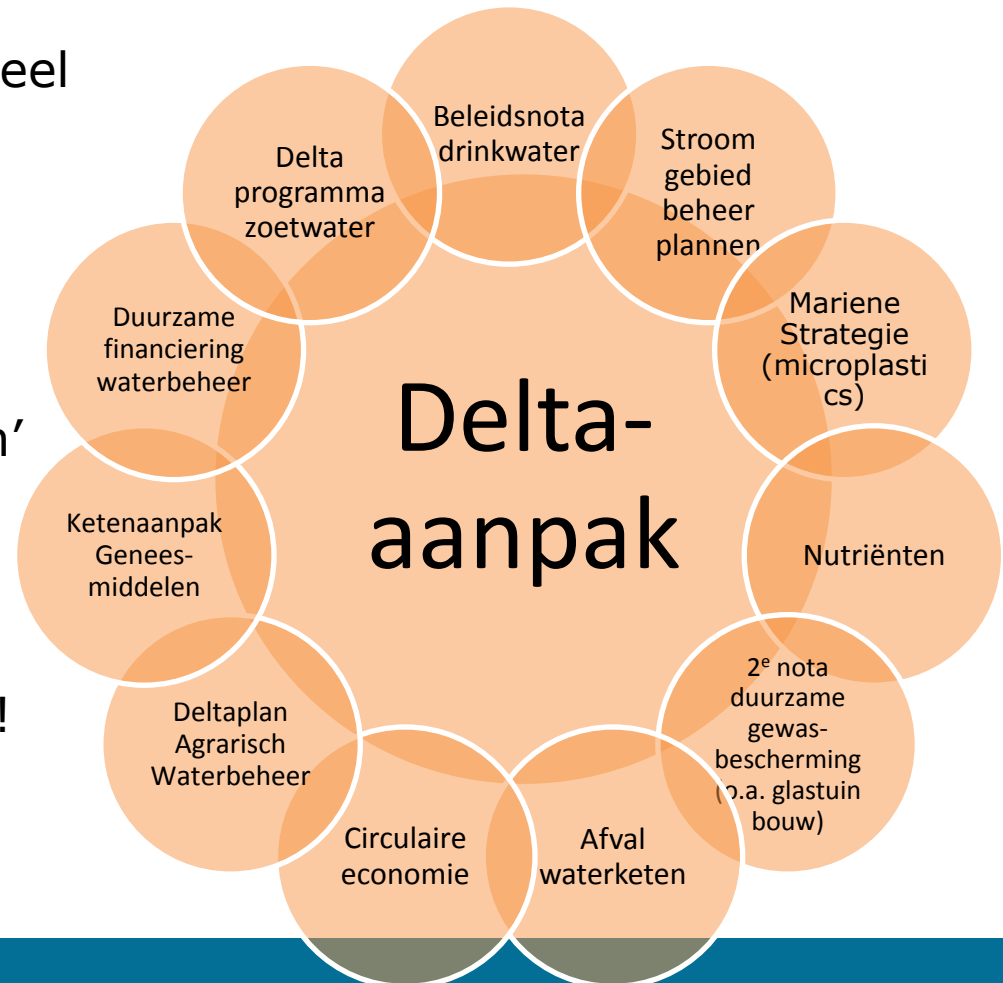 eel
n’
!
Delta-
aanpak
Beleidsnota
drinkwater
Stroom
gebied
beheer
plannen
Mariene
Strategie
(microplasti
cs)
Nutriënten
2e nota
duurzame
gewas-
bescherming
(o.a. glastuin
bouw)
Afval
waterketen
Circulaire
economie
Deltaplan
Agrarisch
Waterbeheer
Ketenaanpak
Genees-
middelen
Duurzame
financiering
waterbeheer
Delta
programma
zoetwater